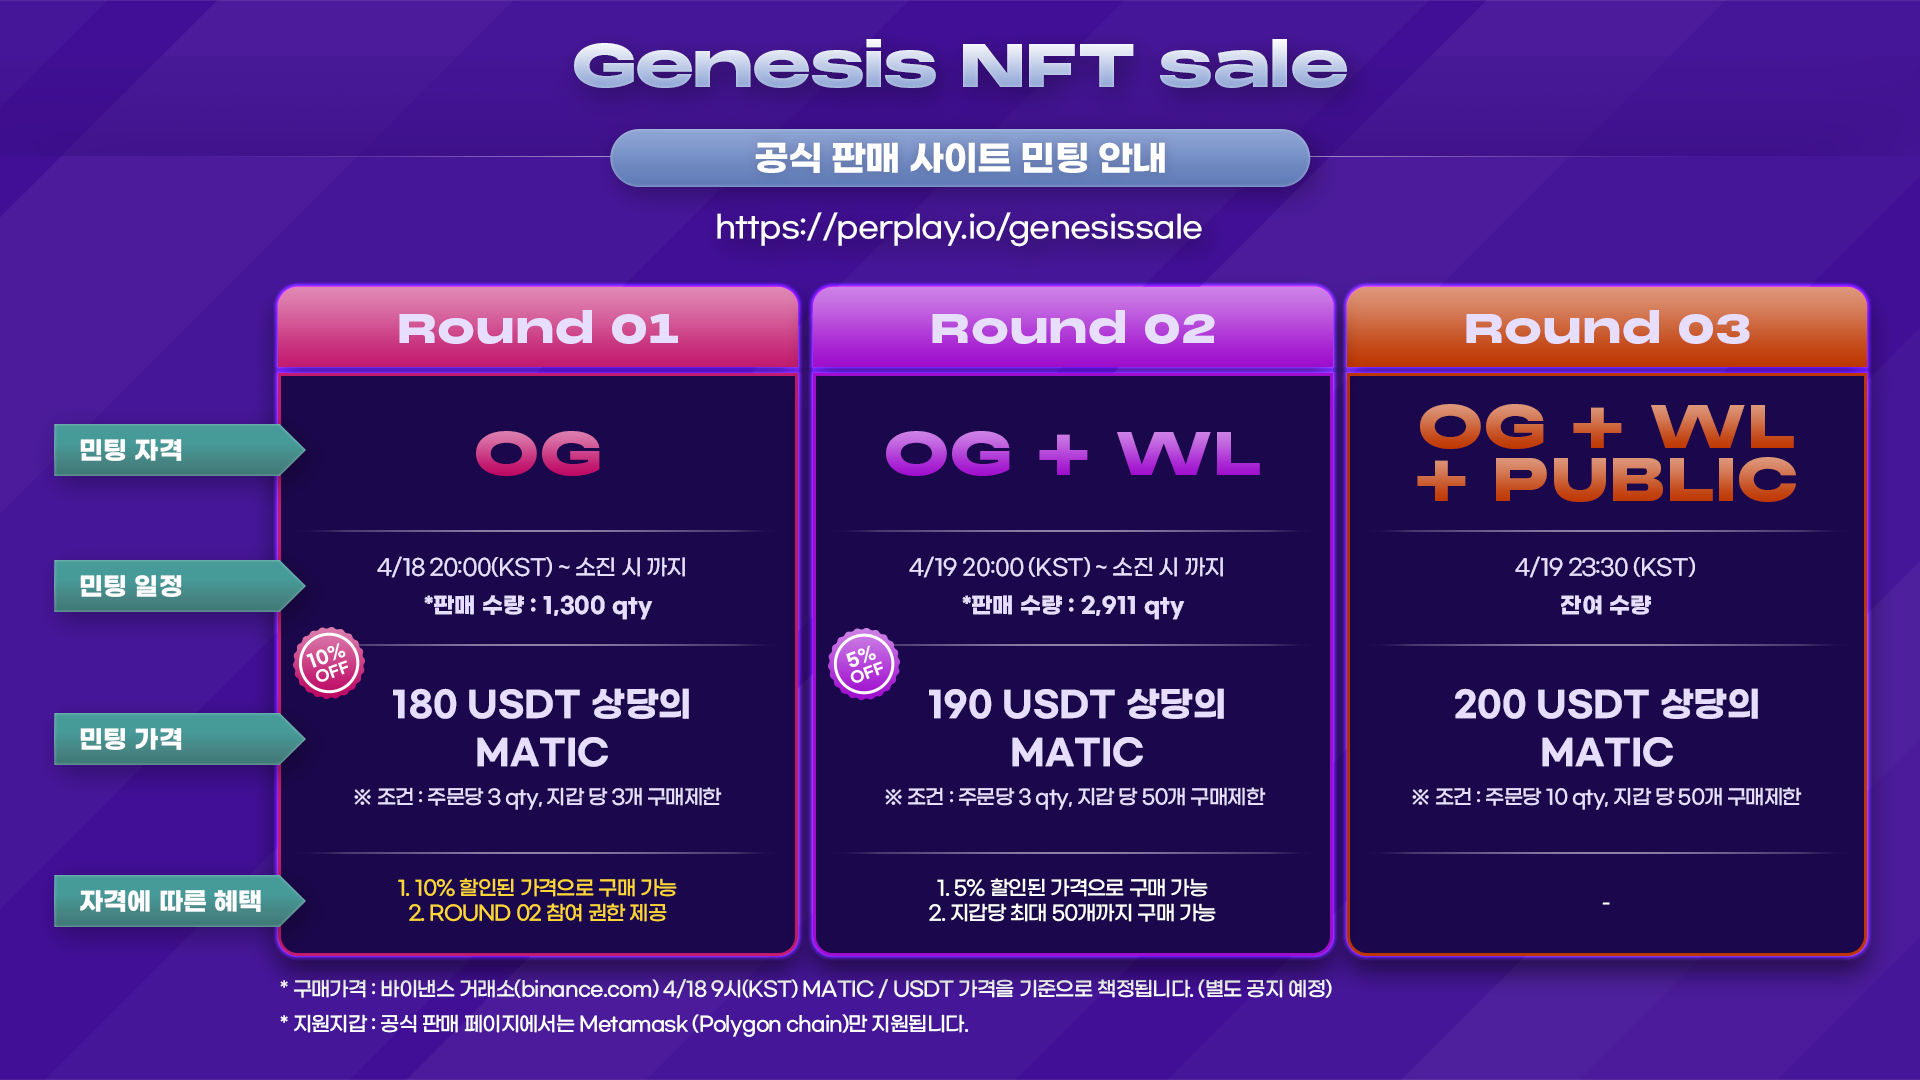 Genesis NFT sale
공식 판매 사이트 민팅 안내
https://perplay.io/genesissale
Round 01
Round 02
Round 03
민팅 자격
OG
OG + WL
OG + WL
+ PUBLIC
민팅 일정
4/18 20:00(KST) ~ 소진 시 까지
*판매 수량 : 1,300 qty
4/19 20:00 (KST) ~ 소진 시 까지
*판매 수량 : 2,911 qty
4/19 23:30 (KST)
잔여 수량
민팅 가격
10%
OFF
180 USDT 상당의
MATIC
※ 조건 : 주문당 3 qty, 지갑 당 3개 구매제한
5%
OFF
190 USDT 상당의
MATIC
※ 조건 : 주문당 3 qty, 지갑 당 50개 구매제한
200 USDT 상당의
MATIC
※ 조건 : 주문당 10 qty, 지갑 당 50개 구매제한
자격에 따른 혜택
1. 10% 할인된 가격으로 구매 가능
2. ROUND 02 참여 권한 제공
1. 5% 할인된 가격으로 구매 가능
2. 지갑당 최대 50개까지 구매 가능
-
* 구매가격 : 바이낸스 거래소(binance.com) 4/18 9시(KST) MATIC / USDT 가격을 기준으로 책정됩니다. (별도 공지 예정)
* 지원지갑 : 공식 판매 페이지에서는 Metamask (Polygon chain)만 지원됩니다.